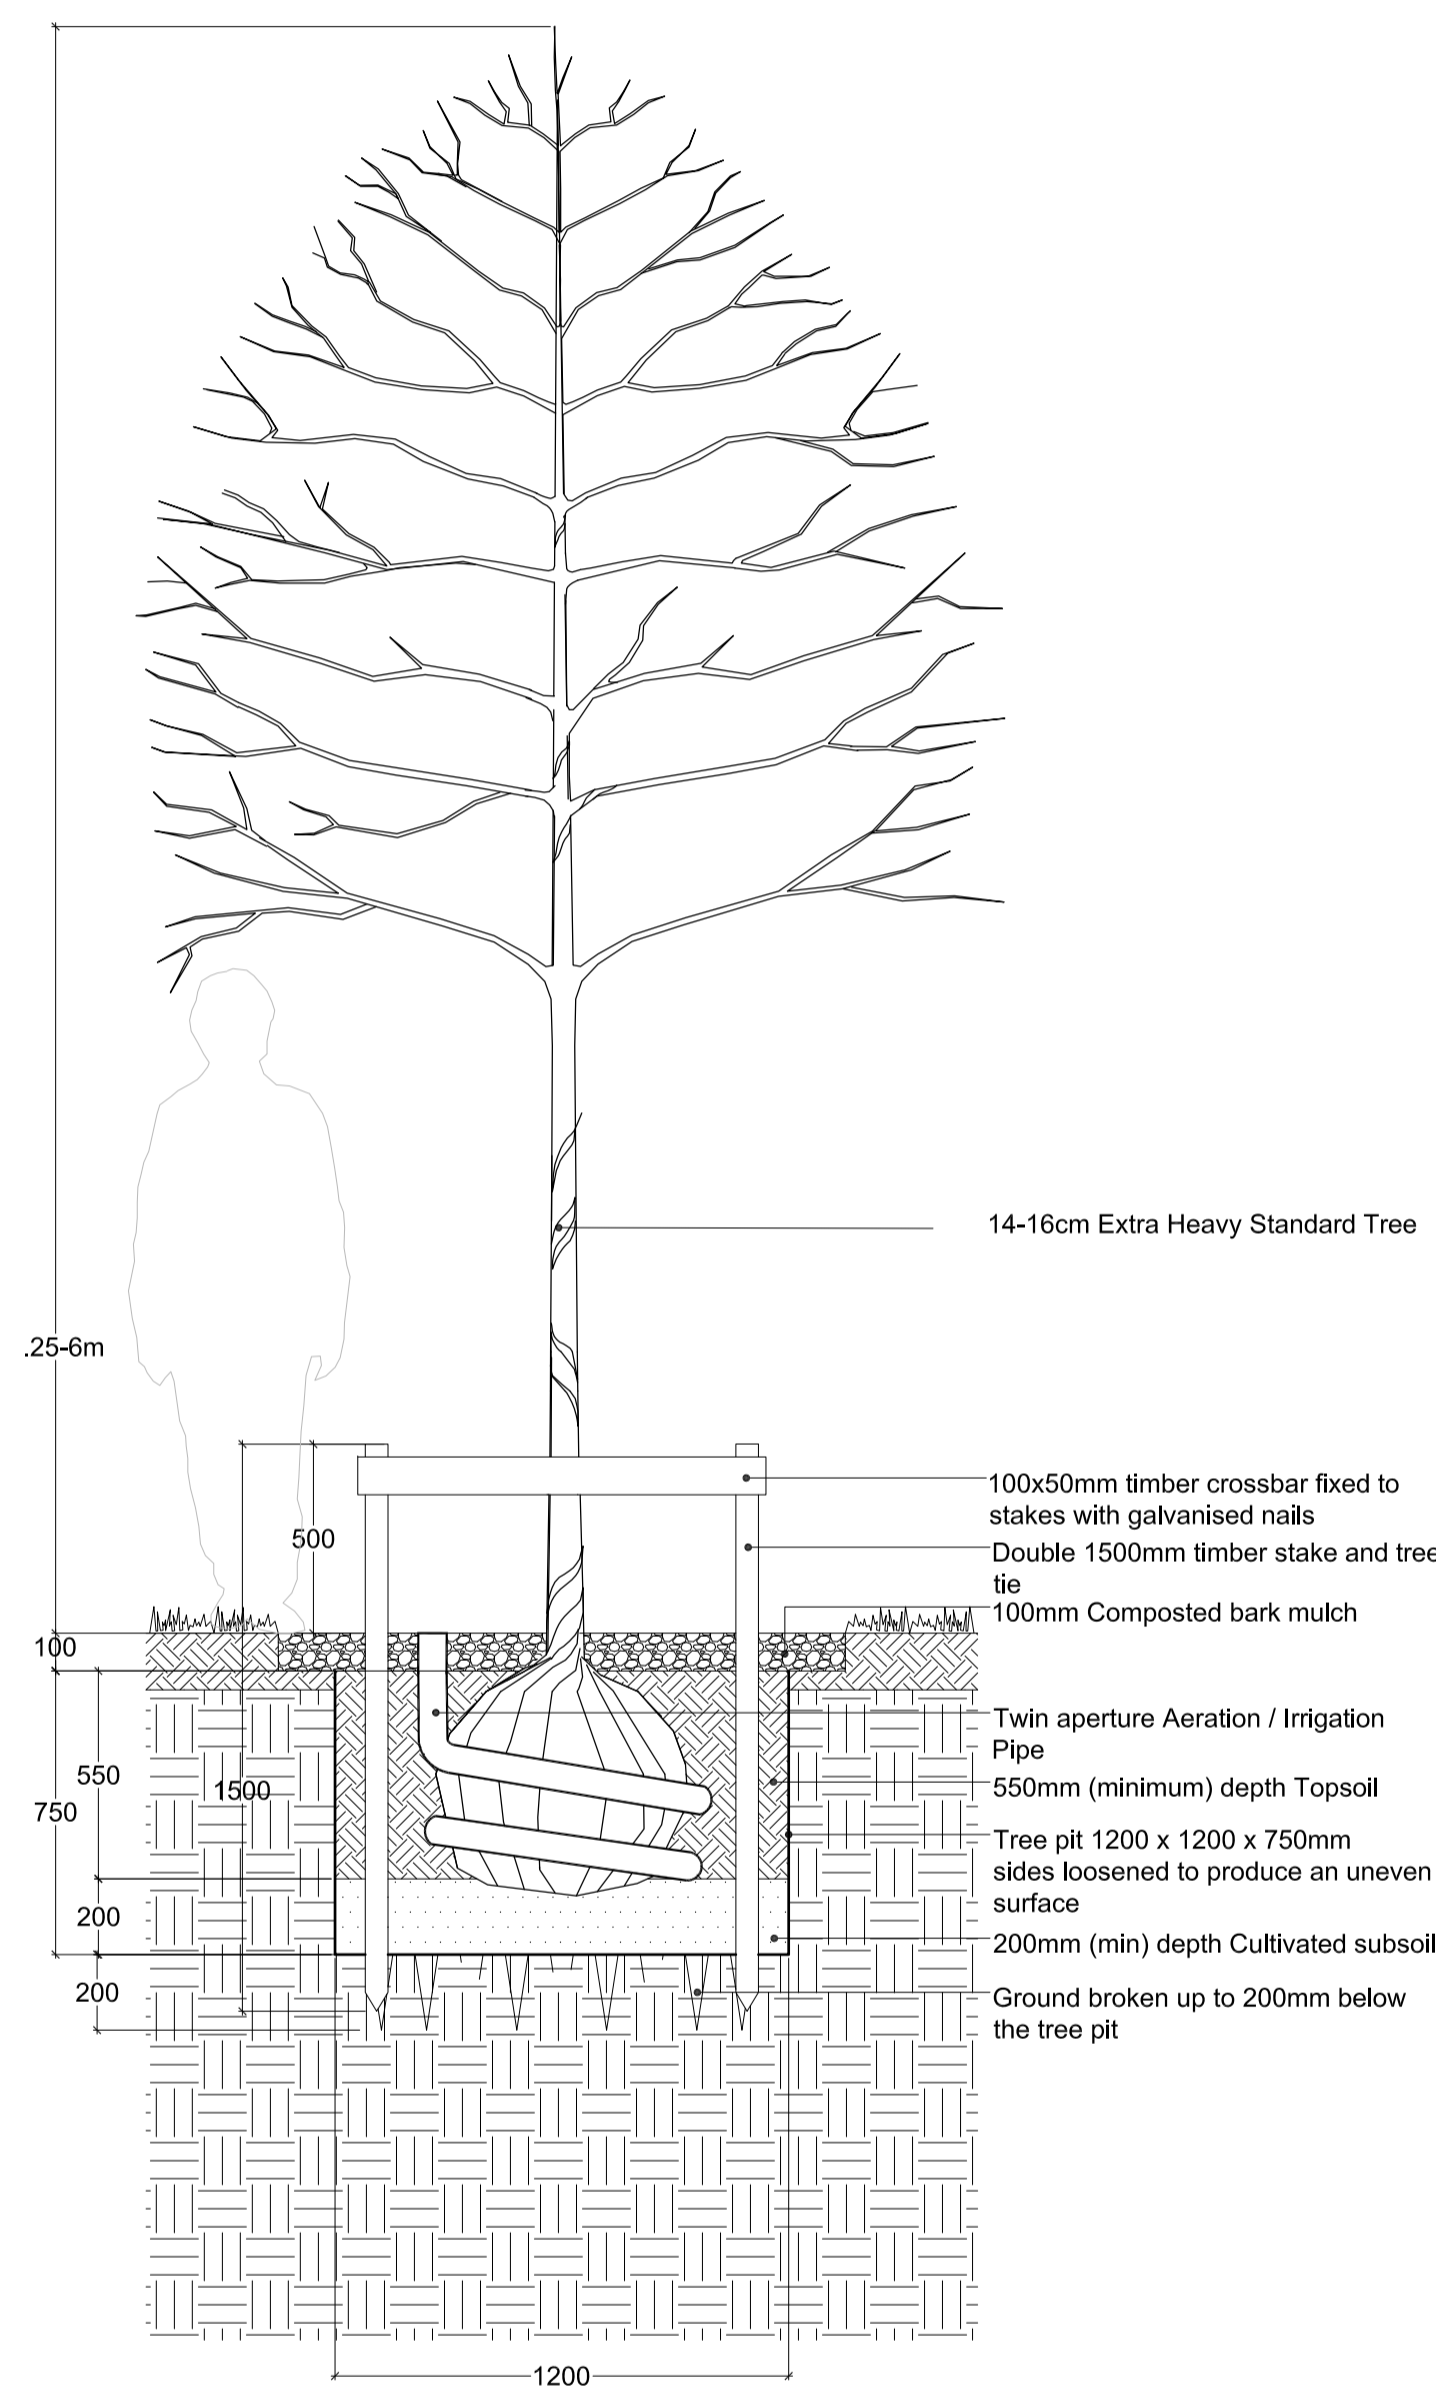 14-16cm Extra Heavy Standard Tree
.25-6m
100x50mm timber crossbar fixed to
stakes with galvanised nails
500
Double 1500mm timber stake and tree
tie
100mm Composted bark mulch
100
Twin aperture Aeration / Irrigation
Pipe
550
1500
550mm (minimum) depth Topsoil
750
Tree pit 1200 x 1200 x 750mm
sides loosened to produce an uneven
surface
200
200mm (min) depth Cultivated subsoil
200
Ground broken up to 200mm below
the tree pit
1200